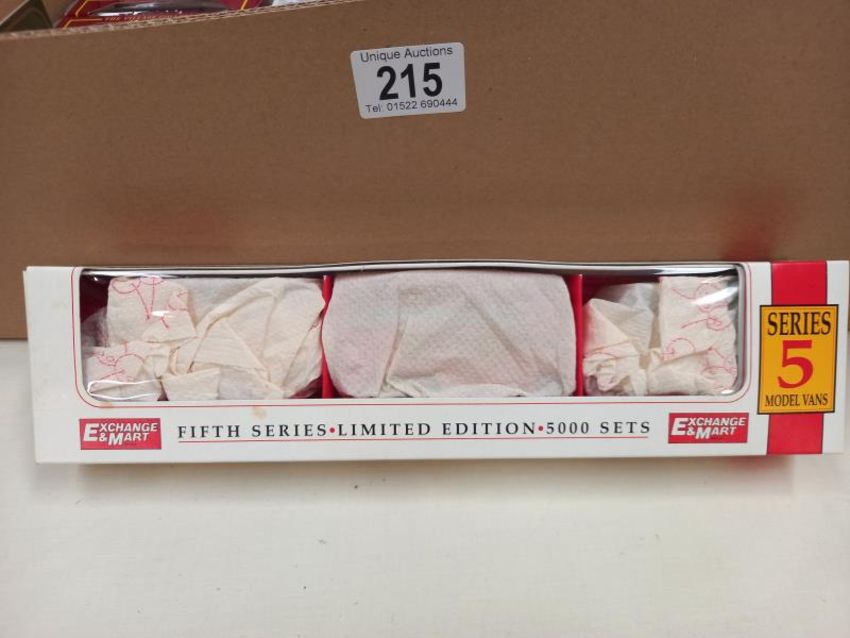 Unique Auctions
215
Tel: 01522 690444
SERIES
5
MODEL VANS
EXCHANGE
& MART
FIFTH SERIES • LIMITED EDITION • 5000 SETS
EXCHANGE
& MART